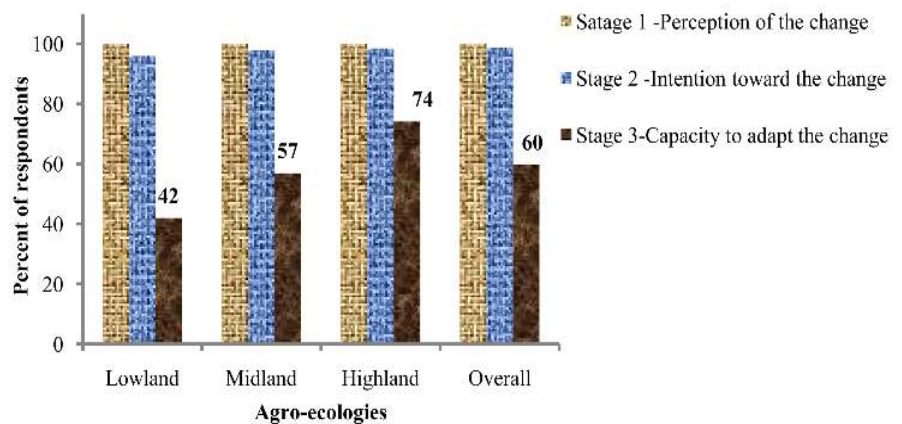 Satage 1 -Perception of the change
Stage 2 -Intention toward the change
Stage 3-Capacity to adapt the change
Percent of respondents
100
80
60
40
20
0
42
57
74
60
Lowland Midland Highland Overall
Agro-ecologies